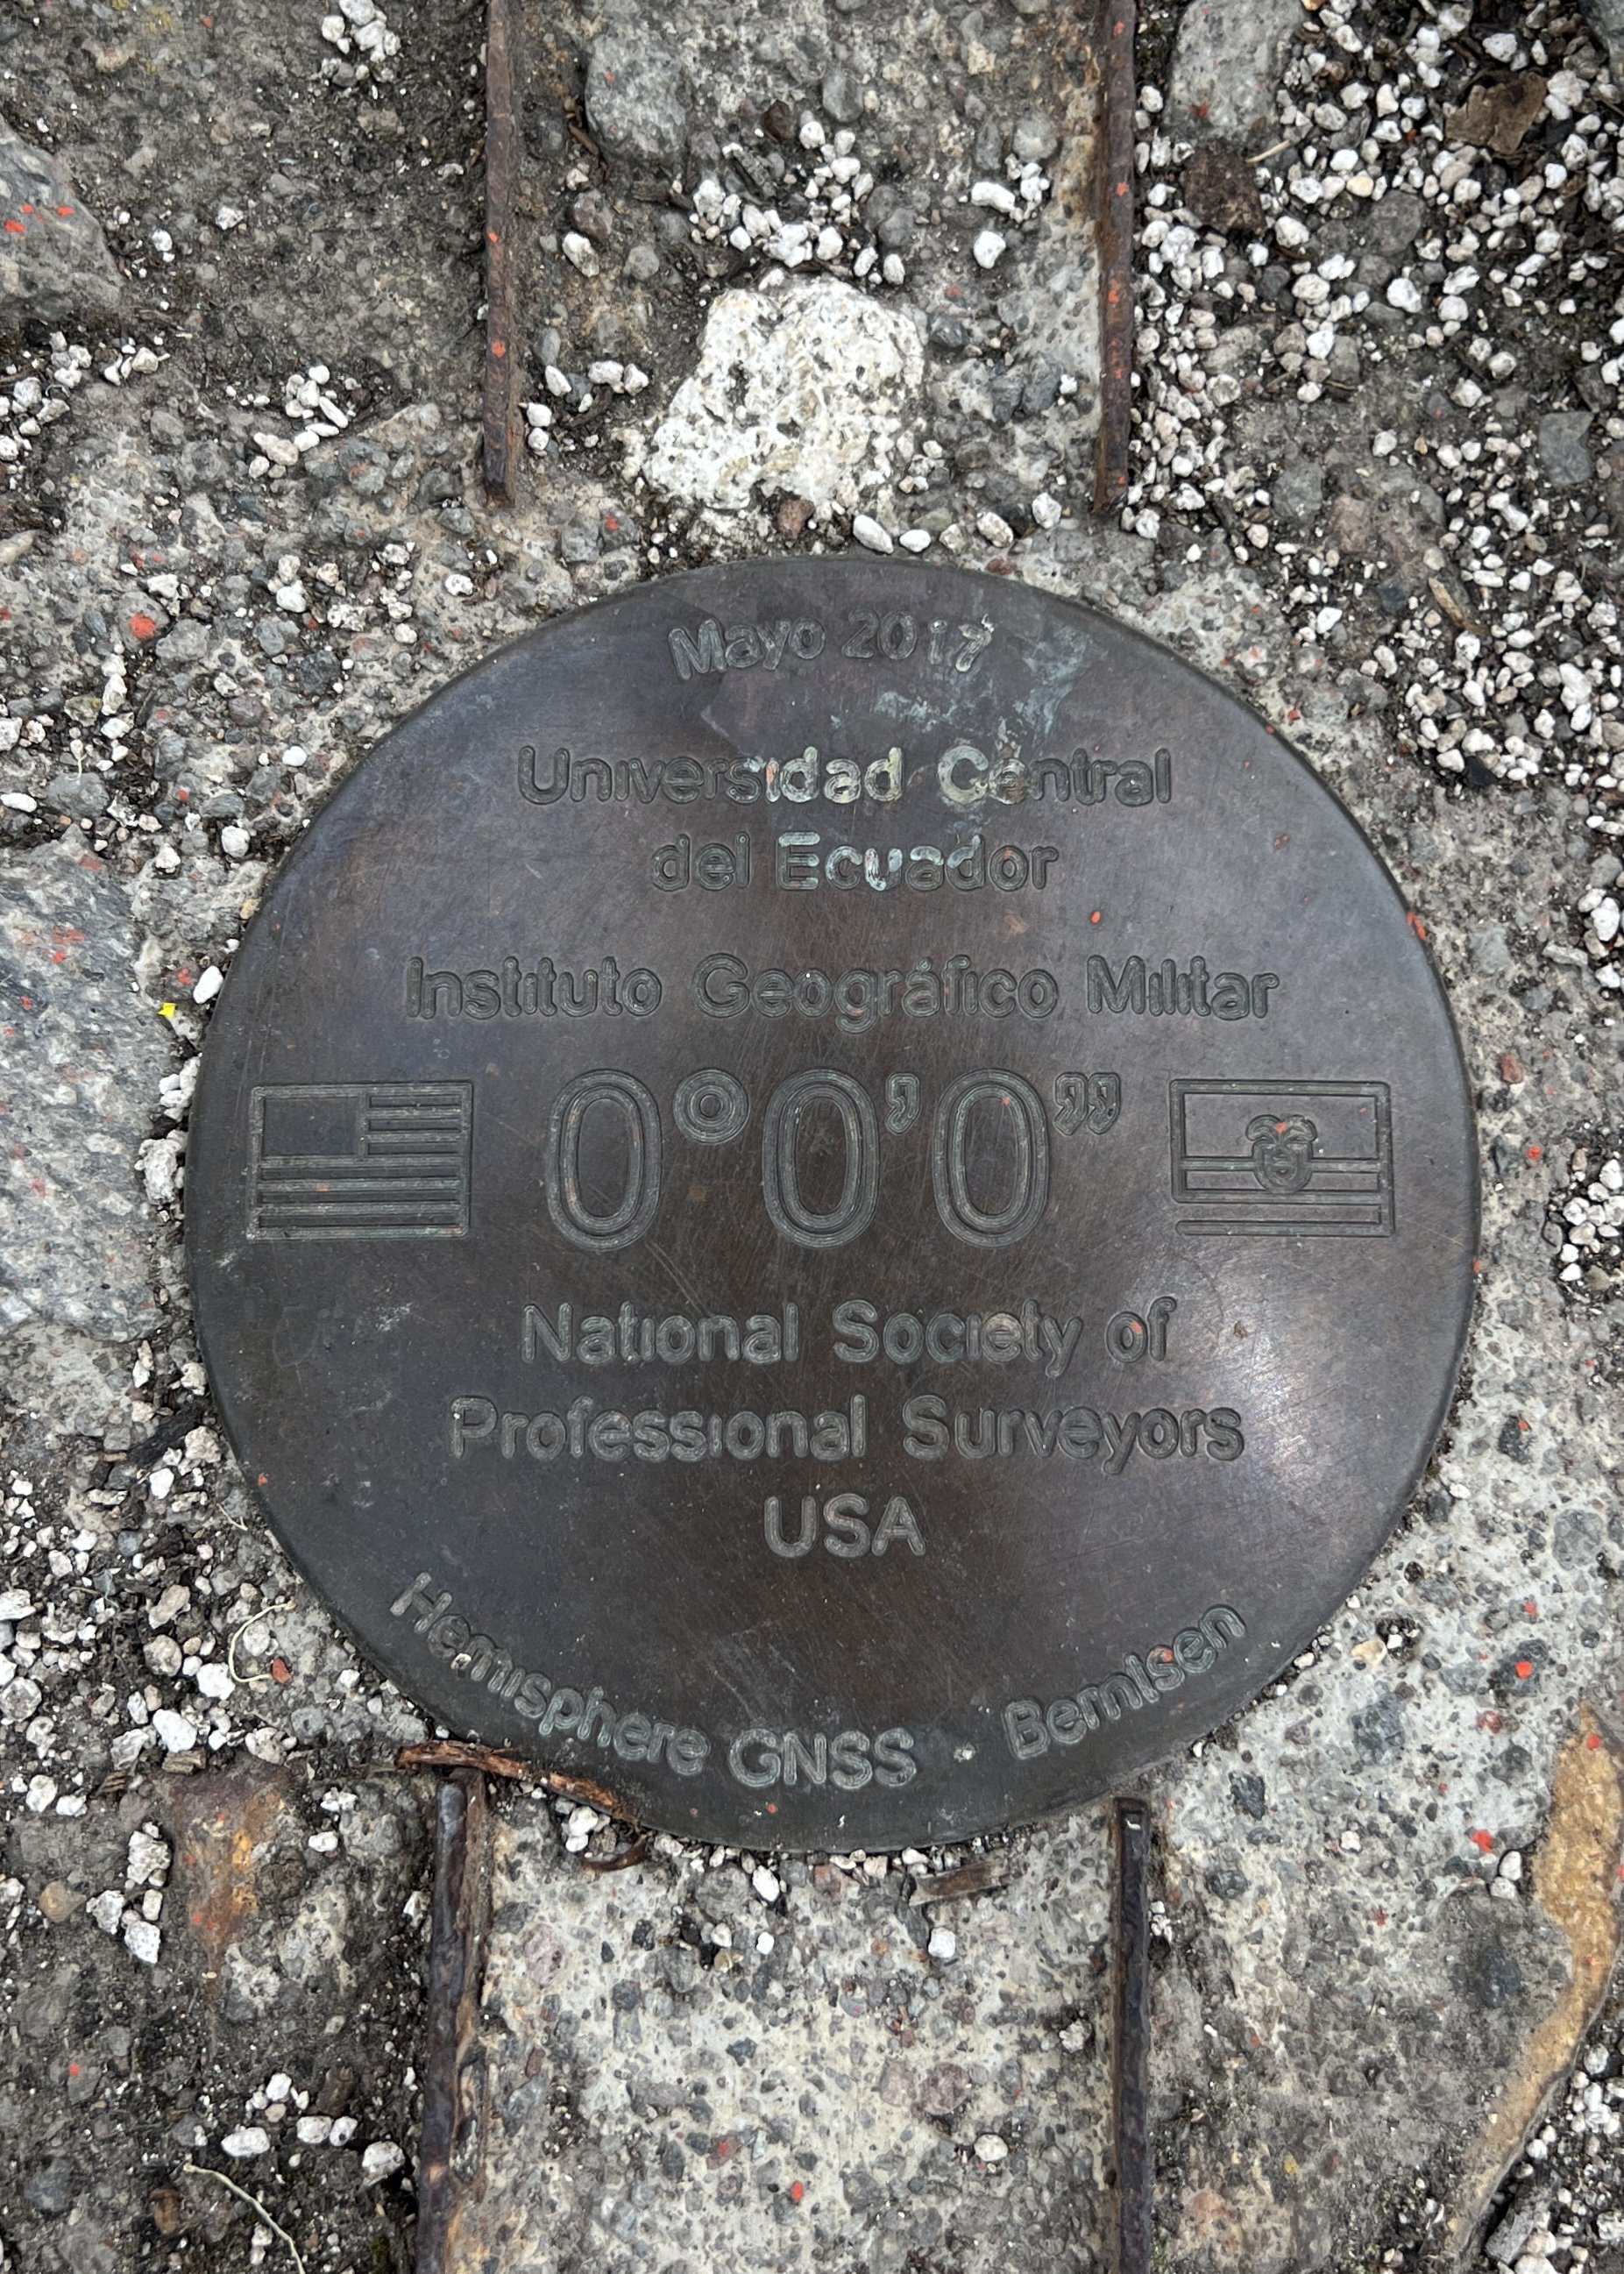 Mayo 2017
Universidad Central
del Ecuador
Instituto Geográfico Militar
0°0’0”
National Society of
Professional Surveyors
USA
Hemisphere GNSS · Berntsen